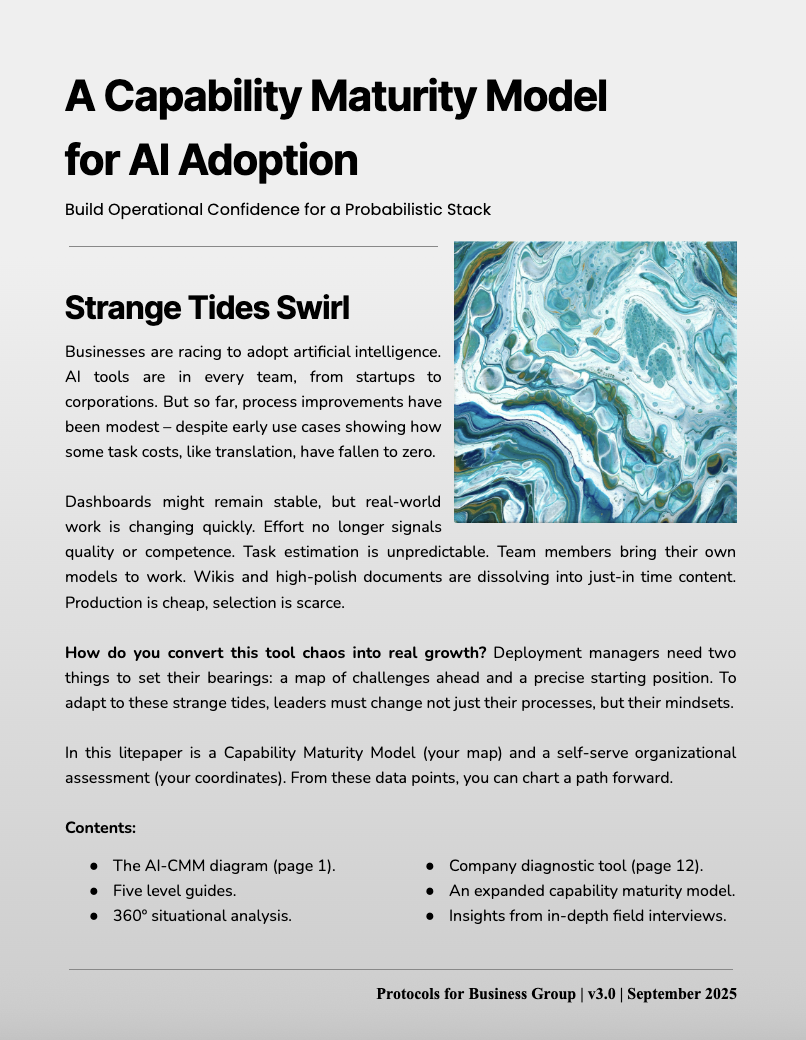 A Capability Maturity Model
for AI Adoption
Build Operational Confidence for a Probabilistic Stack
Strange Tides Swirl
Businesses are racing to adopt artificial intelligence.
AI tools are in every team, from startups to
corporations. But so far, process improvements have
been modest – despite early use cases showing how
some task costs, like translation, have fallen to zero.
Dashboards might remain stable, but real-world
work is changing quickly. Effort no longer signals
quality or competence. Task estimation is unpredictable. Team members bring their own
models to work. Wikis and high-polish documents are dissolving into just-in time content.
Production is cheap, selection is scarce.
How do you convert this tool chaos into real growth? Deployment managers need two
things to set their bearings: a map of challenges ahead and a precise starting position. To
adapt to these strange tides, leaders must change not just their processes, but their mindsets.
In this litepaper is a Capability Maturity Model (your map) and a self-serve organizational
assessment (your coordinates). From these data points, you can chart a path forward.
Contents:
● The AI-CMM diagram (page 1).
● Five level guides.
● 360° situational analysis.
● Company diagnostic tool (page 12).
● An expanded capability maturity model.
● Insights from in-depth field interviews.
Protocols for Business Group | v3.0 | September 2025